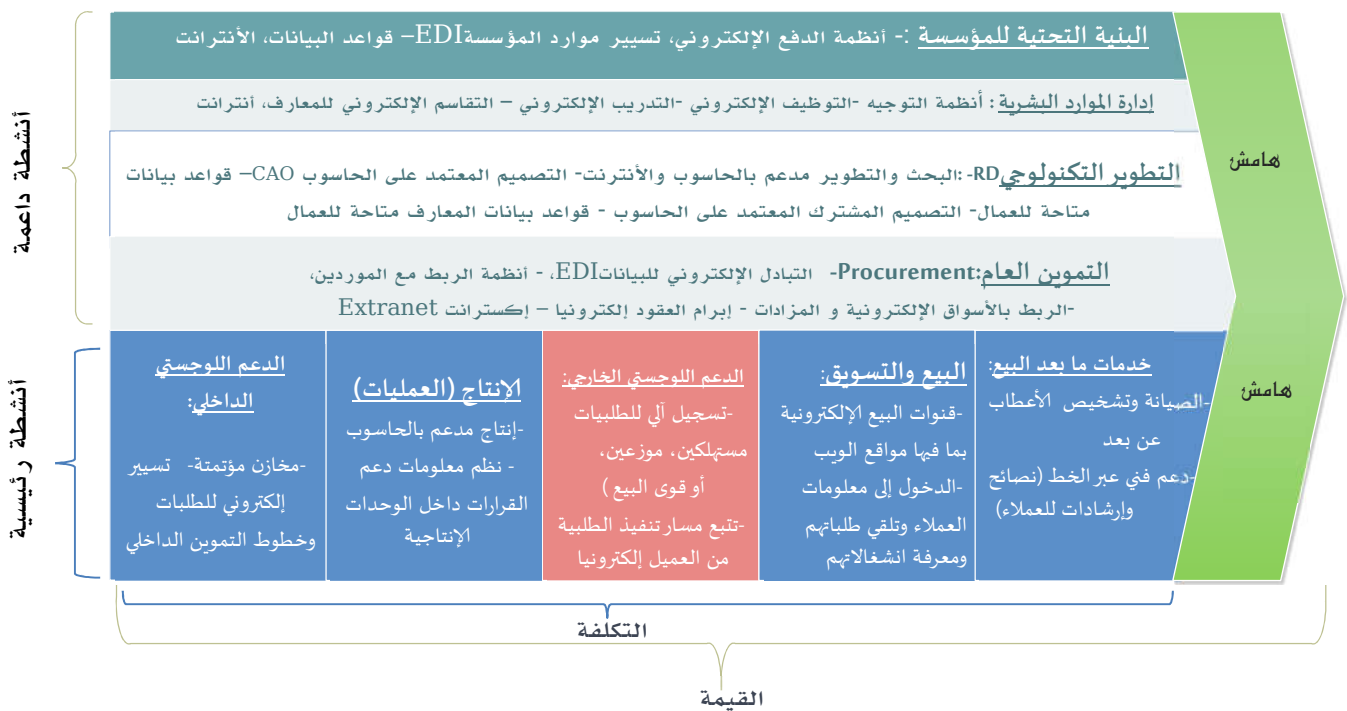 البنية التحتية للمؤسسة :- أنظمة الدفع الإلكتروني، تسيير موارد المؤسسةEDI– قواعد البيانات، الأنترانت
إدارة الموارد البشرية : أنظمة التوجيه -التوظيف الإلكتروني -التدريب الإلكتروني – التقاسم الإلكتروني للمعارف، أنترانت
التطوير التكنولوجيRD-:البحث والتطوير مدعم بالحاسوب والأنترنت- التصميم المعتمد على الحاسوب CAO– قواعد بيانات
متاحة للعمال- التصميم المشترك المعتمد على الحاسوب - قواعد بيانات المعارف متاحة للعمال
التموين العام:Procurement- التبادل الإلكتروني للبياناتEDI، - أنظمة الربط مع الموردين،
-الربط بالأسواق الإلكترونية و المزادات - إبرام العقود إلكترونيا – إكسترانت Extranet
هامش
هامش
أنشطة داعمة
أنشطة رئيسية
خدمات ما بعد البيع:
-الصيانة وتشخيص الأعطاب
عن بعد
-دعم فني عبر الخط (نصائح
وإرشادات للعملاء)
البيع والتسويق:
-قنوات البيع الإلكترونية
بما فيها مواقع الويب
-الدخول إلى معلومات
العملاء وتلقي طلباتهم
ومعرفة انشغالاتهم
الدعم اللوجستي الخارجي:
-تسجيل آلي للطلبيات
مستهلكين، موزعين،
أو قوى البيع )
-تتبع مسار تنفيذ الطلبية
من العميل إلكترونيا
الإنتاج (العمليات)
-إنتاج مدعم بالحاسوب
- نظم معلومات دعم
القرارات داخل الوحدات
الإنتاجية
الدعم اللوجستي
الداخلي:
-مخازن مؤتمتة- تسيير
إلكتروني للطلبات
وخطوط التموين الداخلي
التكلفة
القيمة